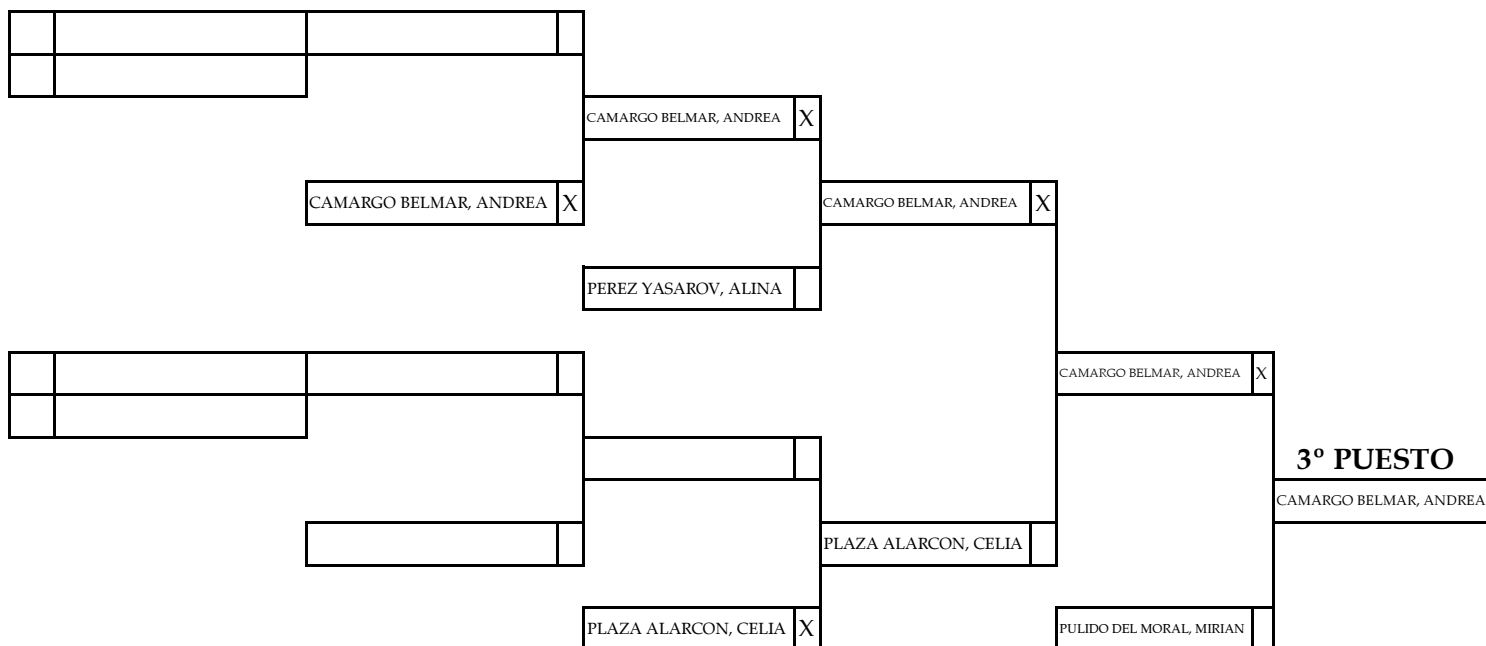 CAMARGO BELMAR, ANDREA X
CAMARGO BELMAR, ANDREA X
CAMARGO BELMAR, ANDREA X
PEREZ YASAROV, ALINA
CAMARGO BELMAR, ANDREA X
3º PUESTO
CAMARGO BELMAR, ANDREA
PLAZA ALARCON, CELIA
PLAZA ALARCON, CELIA X
PULIDO DEL MORAL, MIRIAN